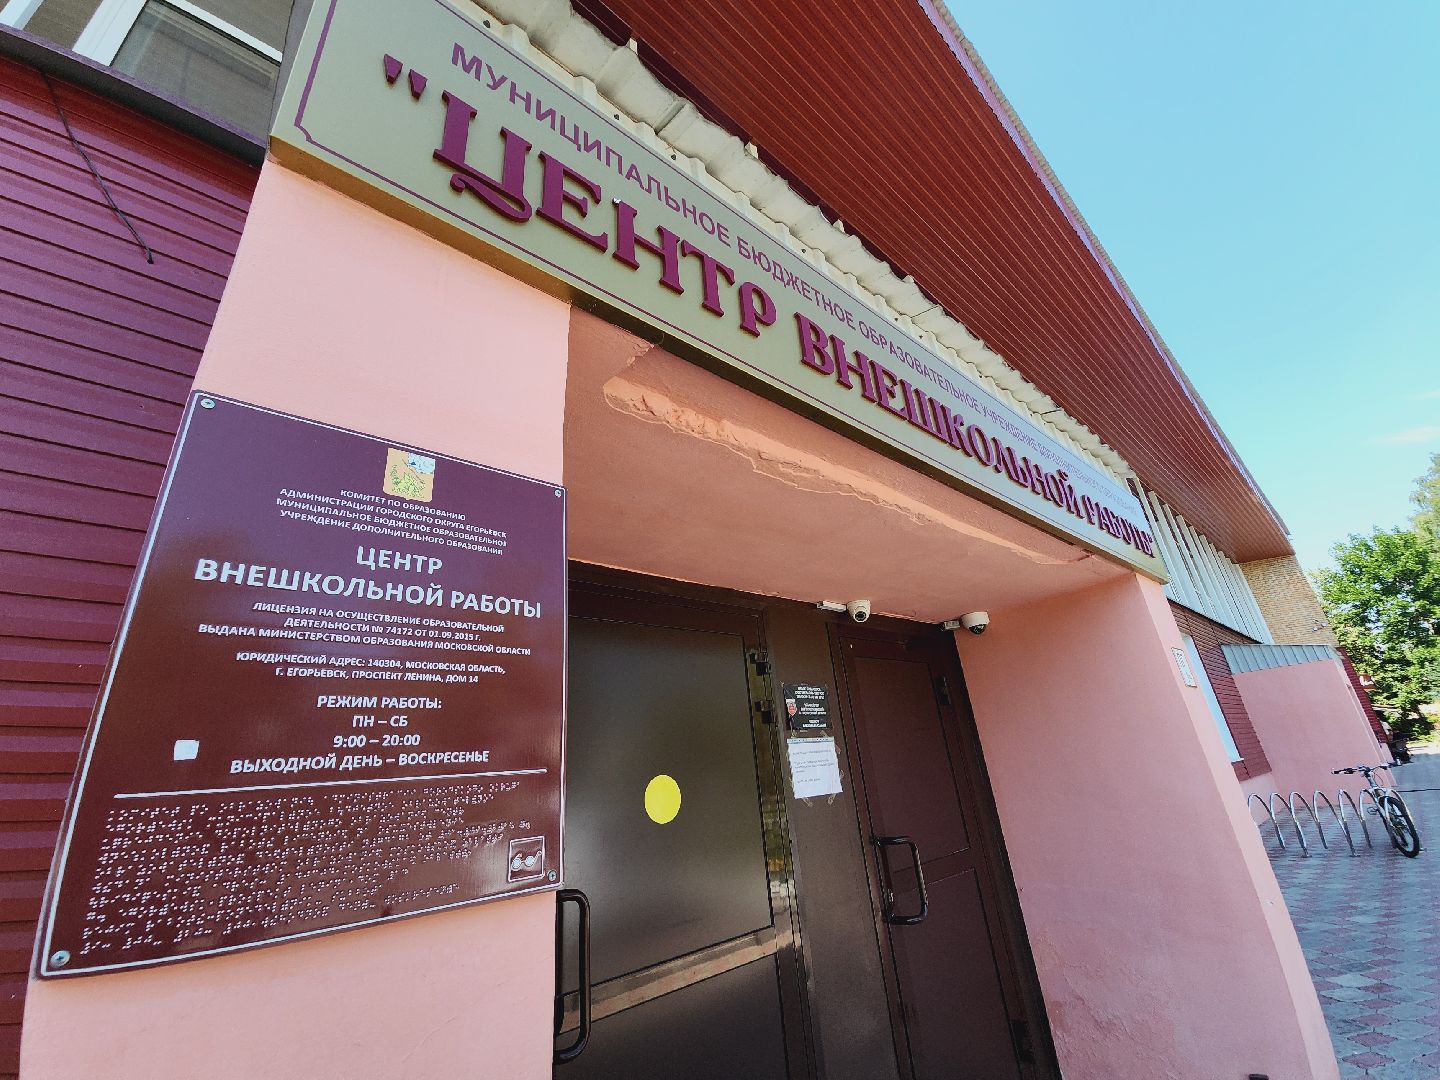 МУНИЦИПАЛЬНОЕ БЮДЖЕТНОЕ ОБРАЗОВАТЕЛЬНОЕ УЧРЕЖДЕНИЕ ДОПОЛНИТЕЛЬНОГО ОБРАЗОВАНИЯ
"ЦЕНТР ВНЕШКОЛЬНОЙ РАБОТЫ"
КОМИТЕТ ПО ОБРАЗОВАНИЮ
АДМИНИСТРАЦИИ ГОРОДСКОГО ОКРУГА ЕГОРЬЕВСК
МУНИЦИПАЛЬНОЕ БЮДЖЕТНОЕ ОБРАЗОВАТЕЛЬНОЕ
УЧРЕЖДЕНИЕ ДОПОЛНИТЕЛЬНОГО ОБРАЗОВАНИЯ
ЦЕНТР
ВНЕШКОЛЬНОЙ РАБОТЫ
ЛИЦЕНЗИЯ НА ОСУЩЕСТВЛЕНИЕ ОБРАЗОВАТЕЛЬНОЙ
ДЕЯТЕЛЬНОСТИ № 74172 ОТ 01.09.2015 г.
ВЫДАНА МИНИСТЕРСТВОМ ОБРАЗОВАНИЯ МОСКОВСКОЙ ОБЛАСТИ
ЮРИДИЧЕСКИЙ АДРЕС: 140304, МОСКОВСКАЯ ОБЛАСТЬ,
Г. ЕГОРЬЕВСК, ПРОСПЕКТ ЛЕНИНА, ДОМ 14
РЕЖИМ РАБОТЫ:
ПН – СБ
9:00 – 20:00
ВЫХОДНОЙ ДЕНЬ – ВОСКРЕСЕНЬЕ